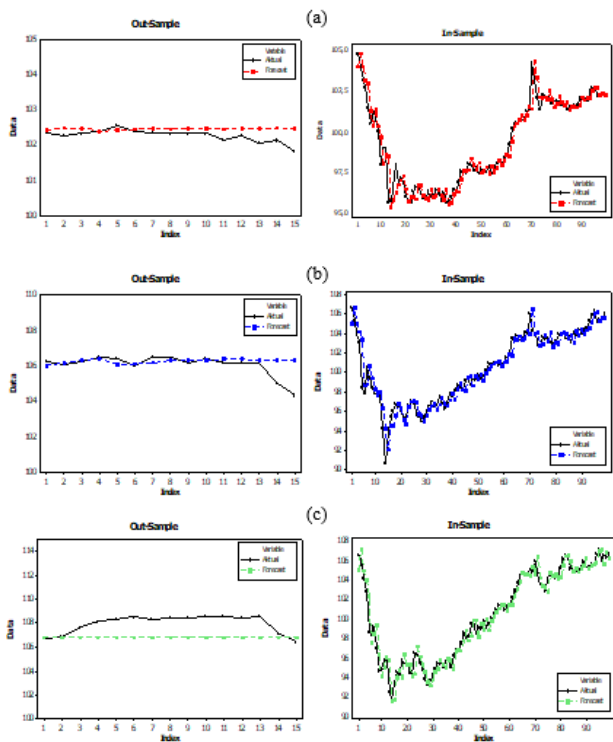 (a)
Out-Sample
105
104
103
102
101
100
Data
1 2 3 4 5 6 7 8 9 10 11 12 13 14 15
Index
Variable
Aktual
Forecast
In-Sample
105,0
102,5
100,0
97,5
95,0
Data
1 10 20 30 40 50 60 70 80 90
Index
Variable
Aktual
Forecast
(b)
Out-Sample
110
108
106
104
102
100
Data
1 2 3 4 5 6 7 8 9 10 11 12 13 14 15
Index
Variable
Aktual
Forecast
In-Sample
108
106
104
102
100
98
96
94
92
90
Data
1 10 20 30 40 50 60 70 80 90
Index
Variable
Aktual
Forecast
(c)
Out-Sample
114
112
110
108
106
104
102
100
Data
1 2 3 4 5 6 7 8 9 10 11 12 13 14 15
Index
Variable
Aktual
Forecast
In-Sample
108
106
104
102
100
98
96
94
92
90
Data
1 10 20 30 40 50 60 70 80 90
Index
Variable
Aktual
Forecast